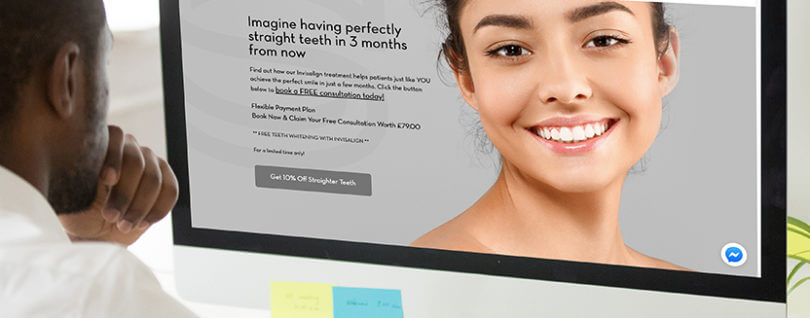 Imagine having perfectly
straight teeth in 3 months
from now
Find out how our Invisalign treatment helps patients just like YOU
achieve the perfect smile in just a few months. Click the button
below to book a FREE consultation today!
Flexible Payment Plan
Book Now & Claim Your Free Consultation Worth £79.00
** FREE TEETH WHITENING WITH INVISALIGN **
For a limited time only!
Get 10% Off Straighter Teeth